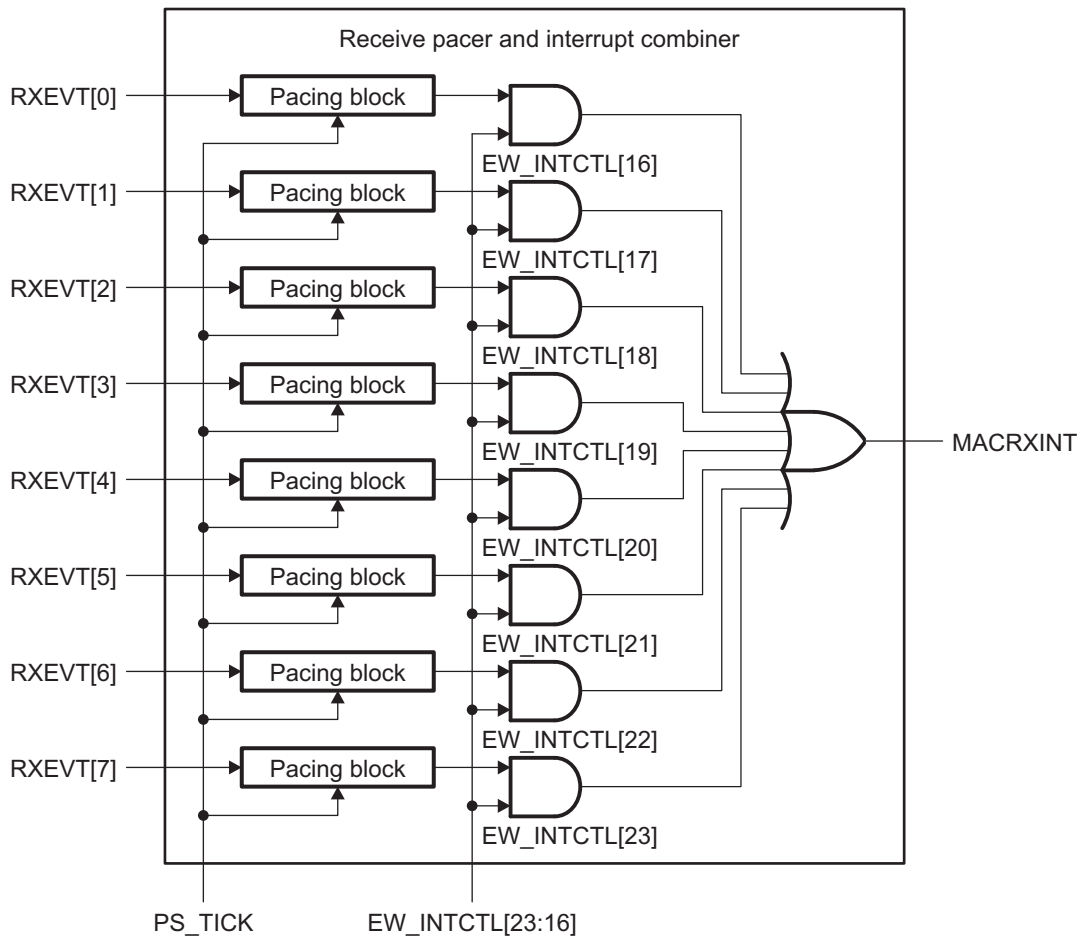 Receive pacer and interrupt combiner
RXEVT[0]
Pacing block
EW_INTCTL[16]
RXEVT[1]
Pacing block
EW_INTCTL[17]
RXEVT[2]
Pacing block
EW_INTCTL[18]
RXEVT[3]
Pacing block
EW_INTCTL[19]
MACRXINT
RXEVT[4]
Pacing block
EW_INTCTL[20]
RXEVT[5]
Pacing block
EW_INTCTL[21]
RXEVT[6]
Pacing block
EW_INTCTL[22]
RXEVT[7]
Pacing block
EW_INTCTL[23]
PS_TICK
EW_INTCTL[23:16]